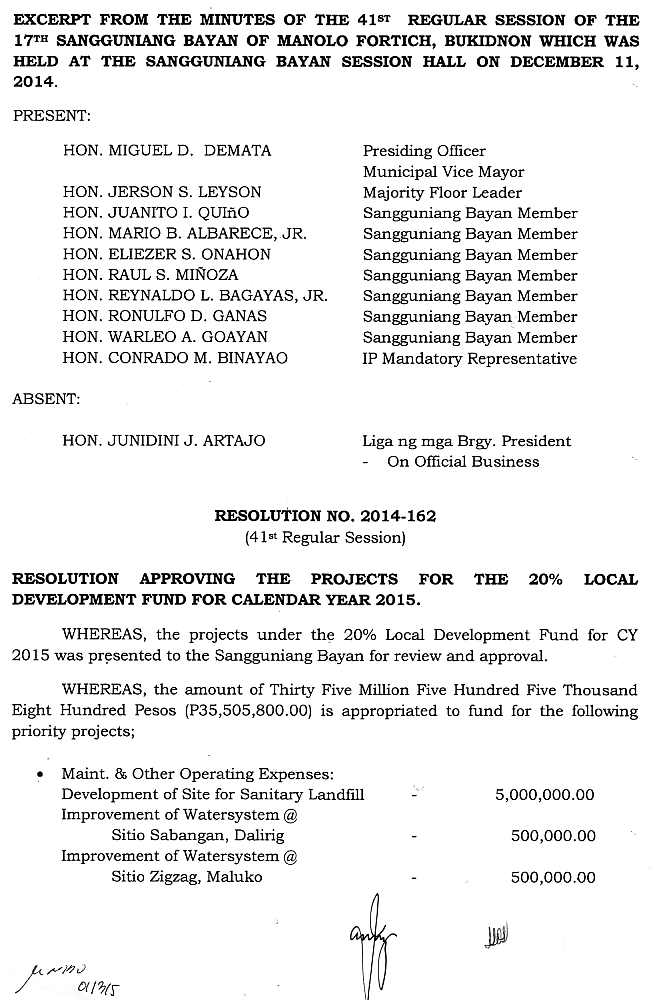 EXCERPT FROM THE MINUTES OF THE 41ST REGULAR SESSION OF THE
17TH SANGGUNIANG BAYAN OF MANOLO FORTICH, BUKIDNON WHICH WAS
HELD AT THE SANGGUNIANG BAYAN SESSION HALL ON DECEMBER 11,
2014.
PRESENT:
HON. MIGUEL D. DEMATA Presiding Officer
Municipal Vice Mayor
HON. JERSON S. LEYSON Majority Floor Leader
HON. JUANITO I. QUIñO Sangguniang Bayan Member
HON. MARIO B. ALBARECE, JR. Sangguniang Bayan Member
HON. ELIEZER S. ONAHON Sangguniang Bayan Member
HON. RAUL S. MIÑOZA Sangguniang Bayan Member
HON. REYNALDO L. BAGAYAS, JR. Sangguniang Bayan Member
HON. RONULFO D. GANAS Sangguniang Bayan Member
HON. WARLEO A. GOAYAN Sangguniang Bayan Member
HON. CONRADO M. BINAYAO IP Mandatory Representative
ABSENT:
HON. JUNIDINI J. ARTAJO Liga ng mga Brgy. President
- On Official Business
RESOLUTION NO. 2014-162
(41st Regular Session)
RESOLUTION APPROVING THE PROJECTS FOR THE 20% LOCAL
DEVELOPMENT FUND FOR CALENDAR YEAR 2015.
WHEREAS, the projects under the 20% Local Development Fund for CY
2015 was presented to the Sangguniang Bayan for review and approval.
WHEREAS, the amount of Thirty Five Million Five Hundred Five Thousand
Eight Hundred Pesos (P35,505,800.00) is appropriated to fund for the following
priority projects;
• Maint. & Other Operating Expenses:
Development of Site for Sanitary Landfill - 5,000,000.00
Improvement of Watersystem @
Sitio Sabangan, Dalirig - 500,000.00
Improvement of Watersystem @
Sitio Zigzag, Maluko - 500,000.00